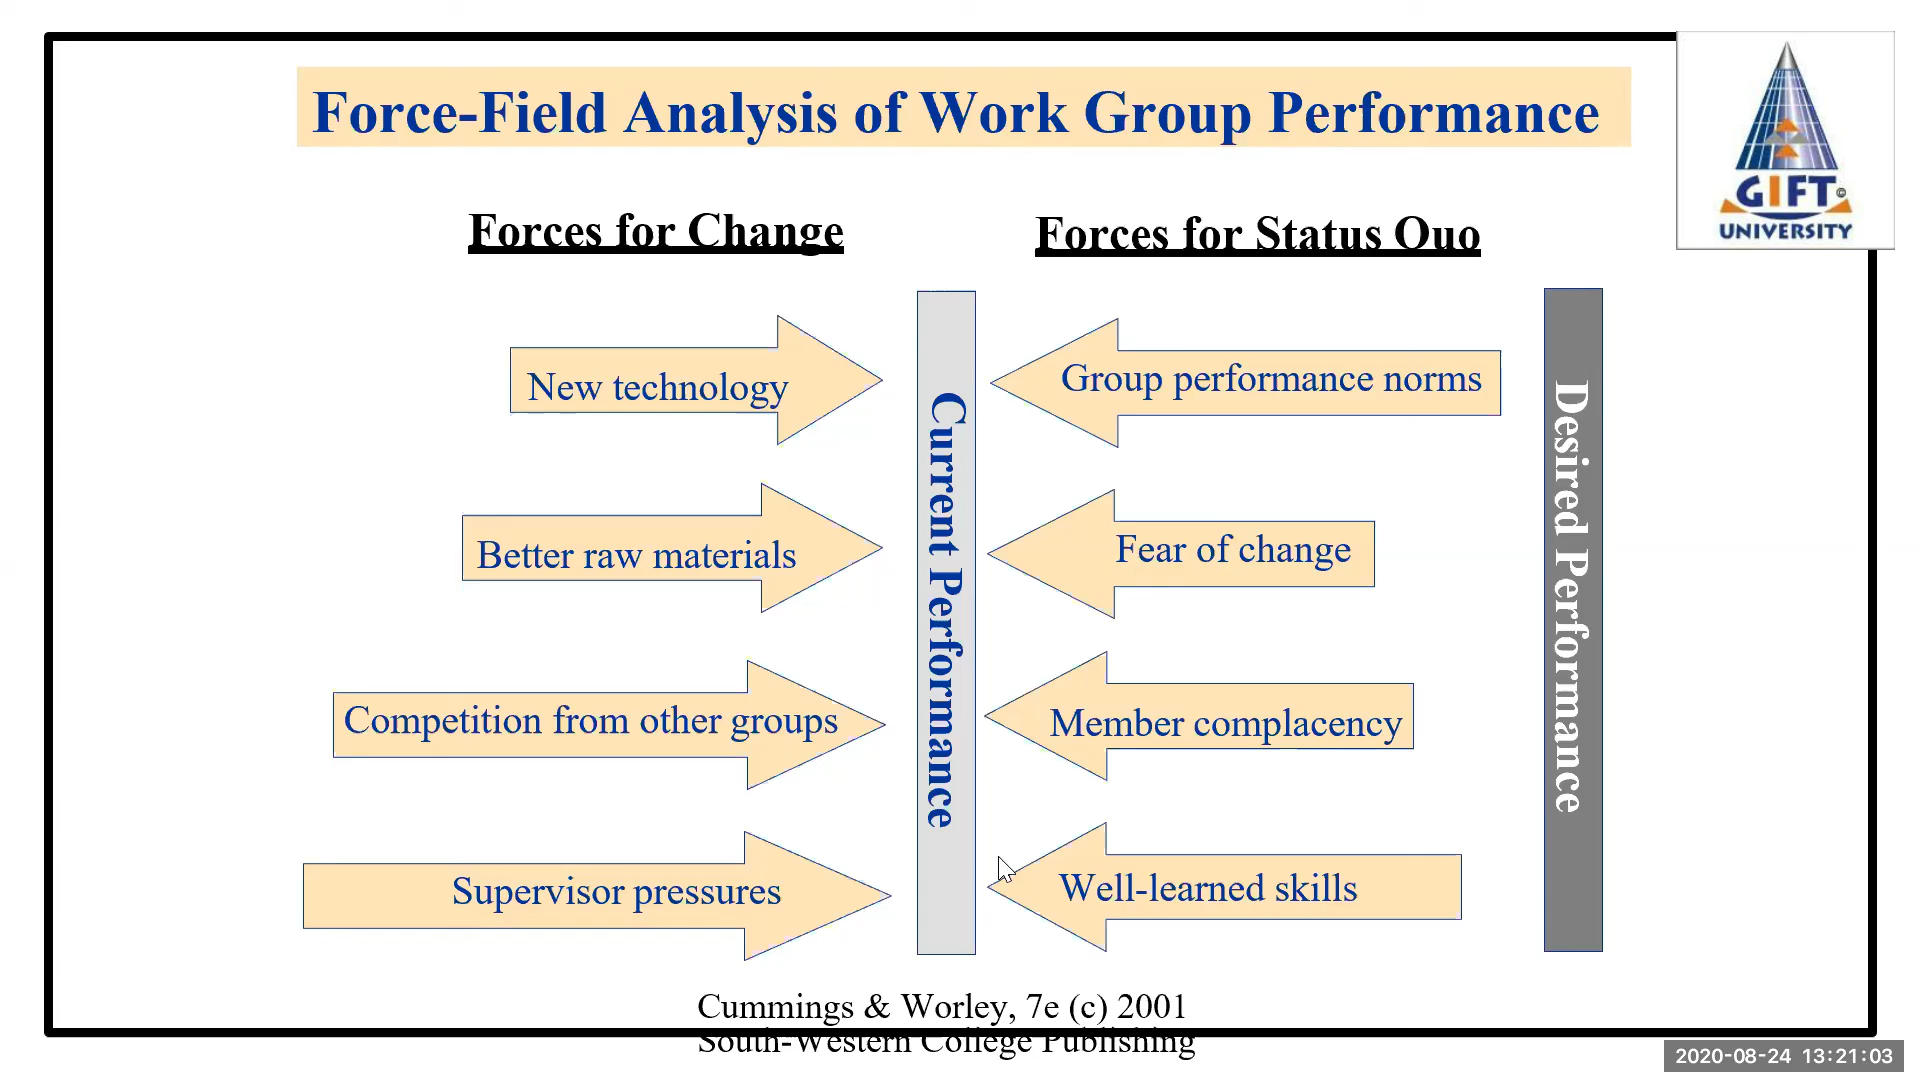 Force-Field Analysis of Work Group Performance
GIFT©
UNIVERSITY
Forces for Change
Forces for Status Quo
New technology
Group performance norms
Better raw materials
Fear of change
Competition from other groups
Member complacency
Supervisor pressures
Well-learned skills
Current Performance
Desired Performance
Cummings & Worley, 7e (c) 2001
South-Western College Publishing
2020-08-24 13:21:03